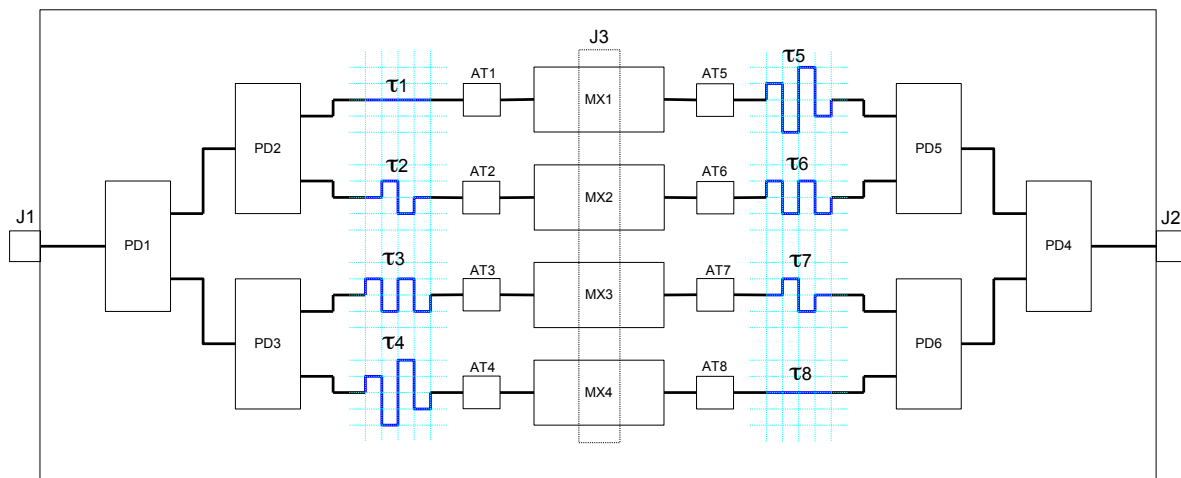 J3
τ1
AT1
MX1
AT5
τ5
PD2
PD5
τ2
AT2
MX2
AT6
τ6
J1
PD1
PD4
J2
τ3
AT3
MX3
AT7
τ7
PD3
PD6
τ4
AT4
MX4
AT8
τ8